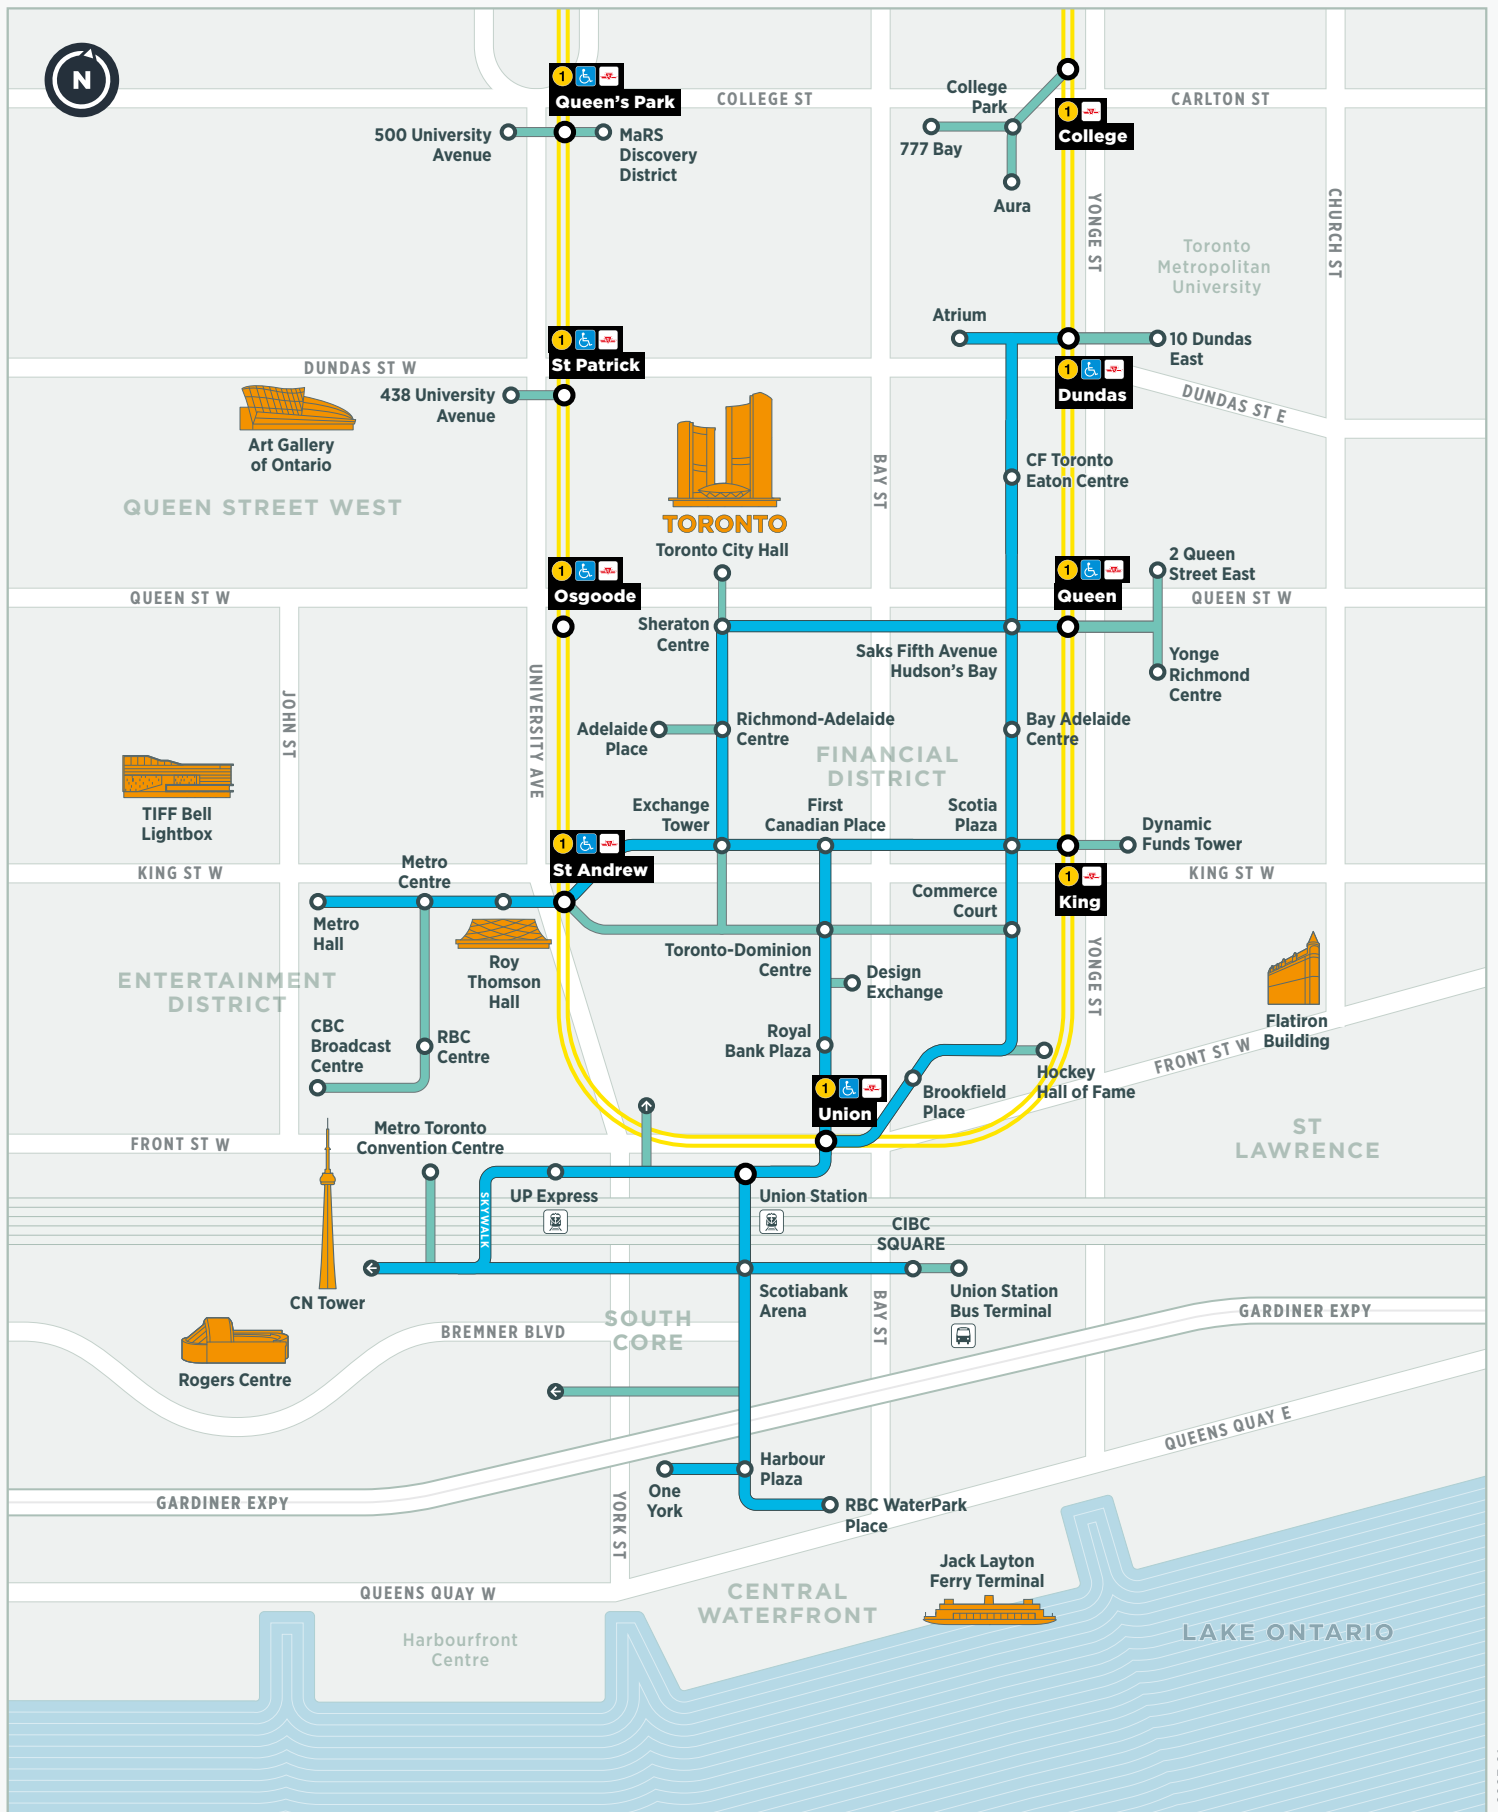 N
1
Queen's Park
COLLEGE ST
500 University
Avenue
MaRS
Discovery
District
College
Park
777 Bay
Aura
1
College
CARLTON ST
YONGE ST
CHURCH ST
Toronto
Metropolitan
University
Atrium
10 Dundas
East
1
Dundas
DUNDAS ST E
1
St Patrick
DUNDAS ST W
438 University
Avenue
Art Gallery
of Ontario
QUEEN STREET WEST
TORONTO
Toronto City Hall
BAY ST
CF Toronto
Eaton Centre
1
Osgoode
1
Queen
2 Queen
Street East
QUEEN ST W
QUEEN ST W
Sheraton
Centre
Saks Fifth Avenue
Hudson's Bay
Yonge
Richmond
Centre
JOHN ST
UNIVERSITY AVE
Adelaide
Place
Richmond-Adelaide
Centre
Bay Adelaide
Centre
FINANCIAL
DISTRICT
TIFF Bell
Lightbox
Exchange
Tower
First
Canadian Place
Scotia
Plaza
Dynamic
Funds Tower
1
St Andrew
KING ST W
KING ST W
1
King
Metro
Centre
Metro
Hall
Roy
Thomson
Hall
Commerce
Court
Toronto-Dominion
Centre
Design
Exchange
YONGE ST
ENTERTAINMENT
DISTRICT
CBC
Broadcast
Centre
RBC
Centre
Royal
Bank Plaza
Flatiron
Building
FRONT ST W
Hockey
Hall of Fame
1
Union
Brookfield
Place
ST
LAWRENCE
FRONT ST W
Metro Toronto
Convention Centre
SKYWALK
UP Express
Union Station
CIBC
SQUARE
CN Tower
Scotiabank
Arena
Union Station
Bus Terminal
BAY ST
SOUTH
CORE
BREMNER BLVD
GARDINER EXPY
Rogers Centre
QUEENS QUAY E
Harbour
Plaza
One
York
RBC WaterPark
Place
GARDINER EXPY
YORK ST
Jack Layton
Ferry Terminal
QUEENS QUAY W
CENTRAL
WATERFRONT
Harbourfront
Centre
LAKE ONTARIO